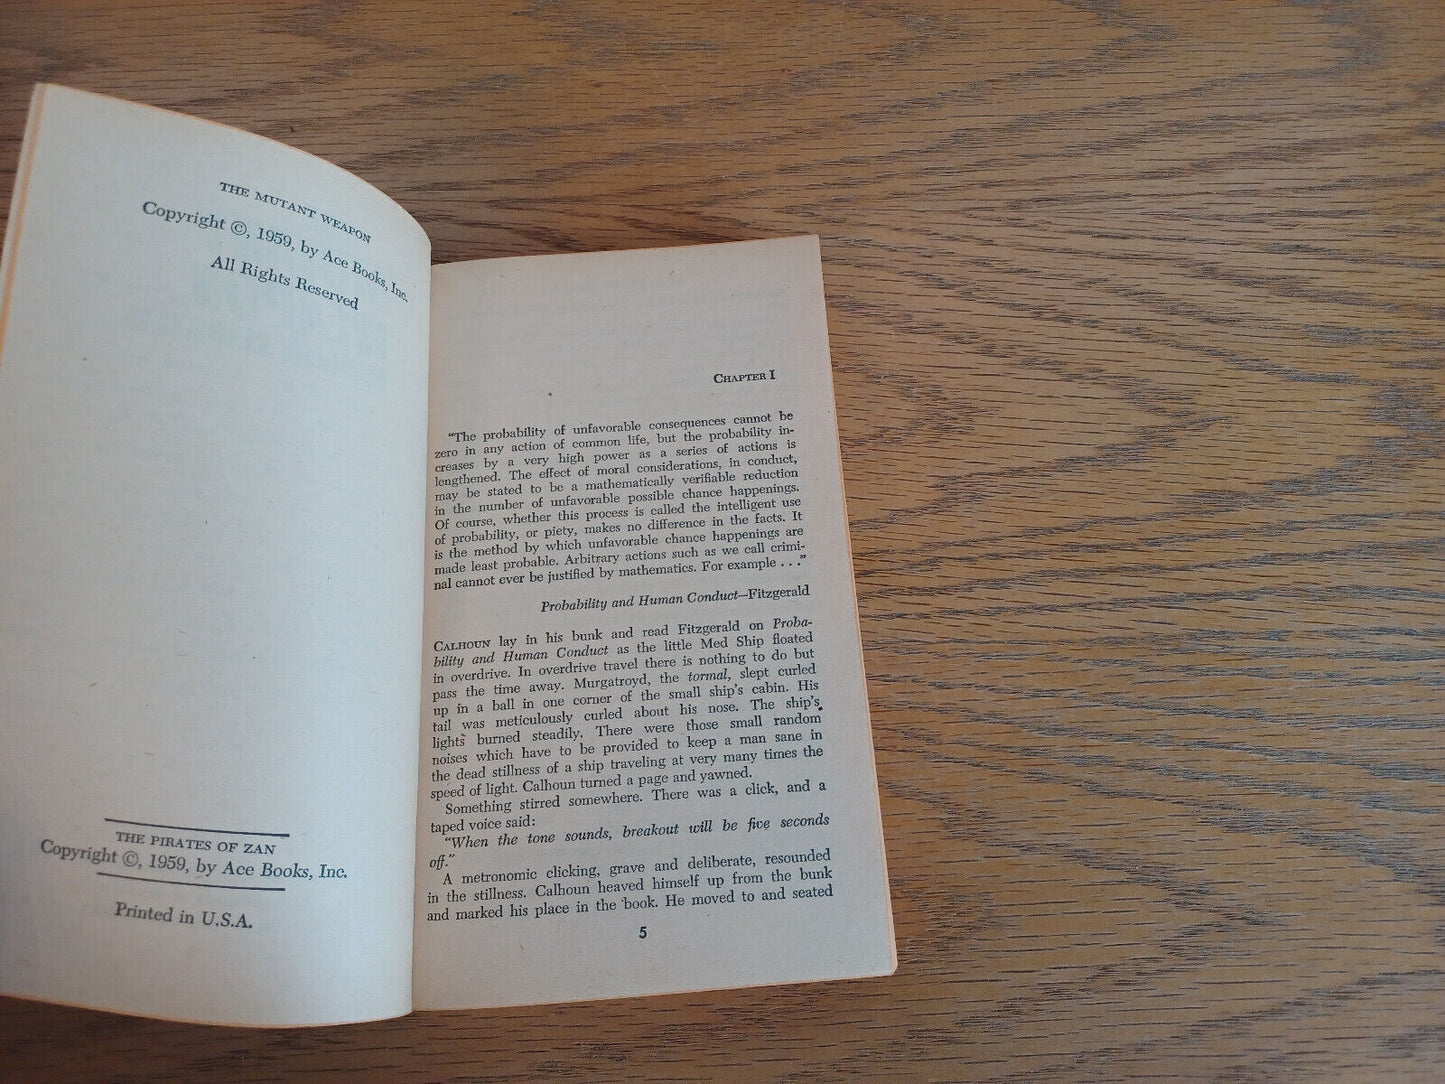 THE MUTANT WEAPON
Copyright ©, 1959, by Ace Books, Inc.
All Rights Reserved
THE PIRATES OF ZAN
Copyright ©, 1959, by Ace Books, Inc.
Printed in U.S.A.
CHAPTER I
"The probability of unfavorable consequences cannot be
zero in any action of common life, but the probability in-
creases by a very high power as a series of actions is
lengthened. The effect of moral considerations, in conduct,
may be stated to be a mathematically verifiable reduction
in the number of unfavorable possible chance happenings.
Of course, whether this process is called the intelligent use
of probability, or piety, makes no difference in the facts. It
is the method by which unfavorable chance happenings are
made least probable. Arbitrary actions such as we call crimi-
nal cannot ever be justified by mathematics. For example . . ."
Probability and Human Conduct—Fitzgerald
CALHOUN lay in his bunk and read Fitzgerald on Proba-
bility and Human Conduct as the little Med Ship floated
in overdrive. In overdrive travel there is nothing to do but
pass the time away. Murgatroyd, the tormal, slept curled
up in a ball in one corner of the small ship's cabin. His
tail was meticulously curled about his nose. The ship's
lights burned steadily. There were those small random
noises which have to be provided to keep a man sane in
the dead stillness of a ship traveling at very many times the
speed of light. Calhoun turned a page and yawned.
Something stirred somewhere. There was a click, and a
taped voice said:
"When the tone sounds, breakout will be five seconds
off."
A metronomic clicking, grave and deliberate, resounded
in the stillness. Calhoun heaved himself up from the bunk
and marked his place in the book. He moved to and seated
5